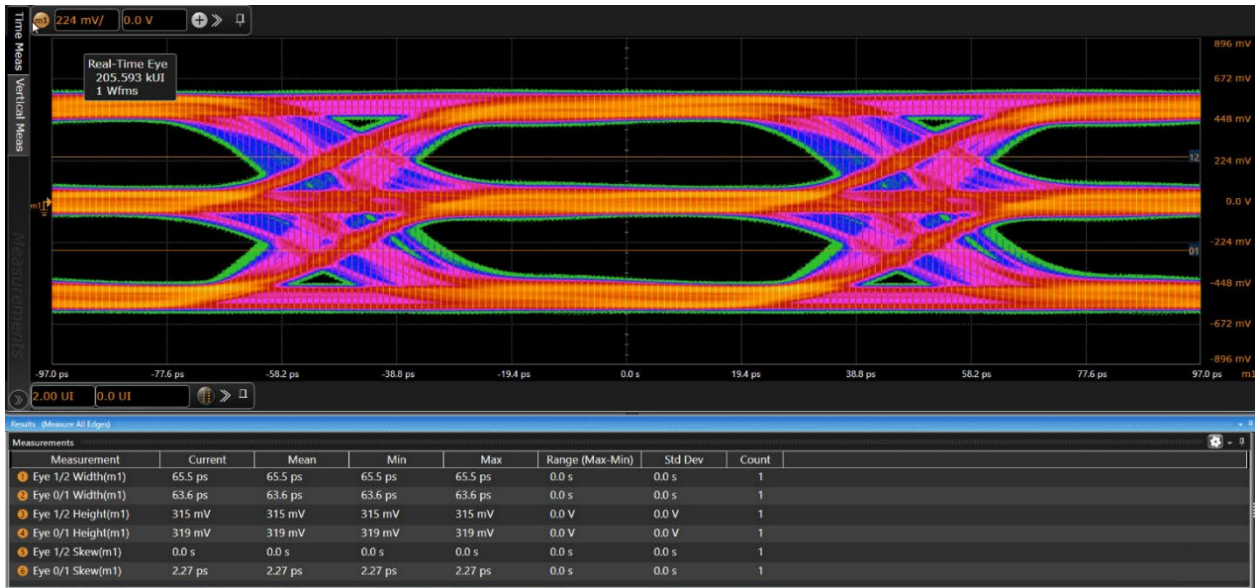 Time Meas
Vertical Meas
Measurements
m1 224 mV/ 0.0 V
Real-Time Eye
205.593 kUI
1 Wfms
896 mV
672 mV
448 mV
224 mV
0.0 V
-224 mV
-448 mV
-672 mV
-896 mV
12
01
m1
-97.0 ps -77.6 ps -58.2 ps -38.8 ps -19.4 ps 0.0 s 19.4 ps 38.8 ps 58.2 ps 77.6 ps 97.0 ps m1
2.00 UI 0.0 UI
Results (Measure All Edges)
Measurements
Measurement Current Mean Min Max Range (Max-Min) Std Dev Count
1 Eye 1/2 Width(m1) 65.5 ps 65.5 ps 65.5 ps 65.5 ps 0.0 s 0.0 s 1
2 Eye 0/1 Width(m1) 63.6 ps 63.6 ps 63.6 ps 63.6 ps 0.0 s 0.0 s 1
3 Eye 1/2 Height(m1) 315 mV 315 mV 315 mV 315 mV 0.0 V 0.0 V 1
4 Eye 0/1 Height(m1) 319 mV 319 mV 319 mV 319 mV 0.0 V 0.0 V 1
5 Eye 1/2 Skew(m1) 0.0 s 0.0 s 0.0 s 0.0 s 0.0 s 0.0 s 1
6 Eye 0/1 Skew(m1) 2.27 ps 2.27 ps 2.27 ps 2.27 ps 0.0 s 0.0 s 1